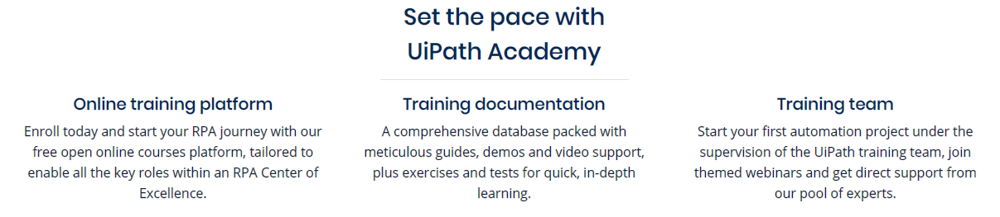 Set the pace with
UiPath Academy
Online training platform
Enroll today and start your RPA journey with our
free open online courses platform, tailored to
enable all the key roles within an RPA Center of
Excellence.
Training documentation
A comprehensive database packed with
meticulous guides, demos and video support,
plus exercises and tests for quick, in-depth
learning.
Training team
Start your first automation project under the
supervision of the UiPath training team, join
themed webinars and get direct support from
our pool of experts.